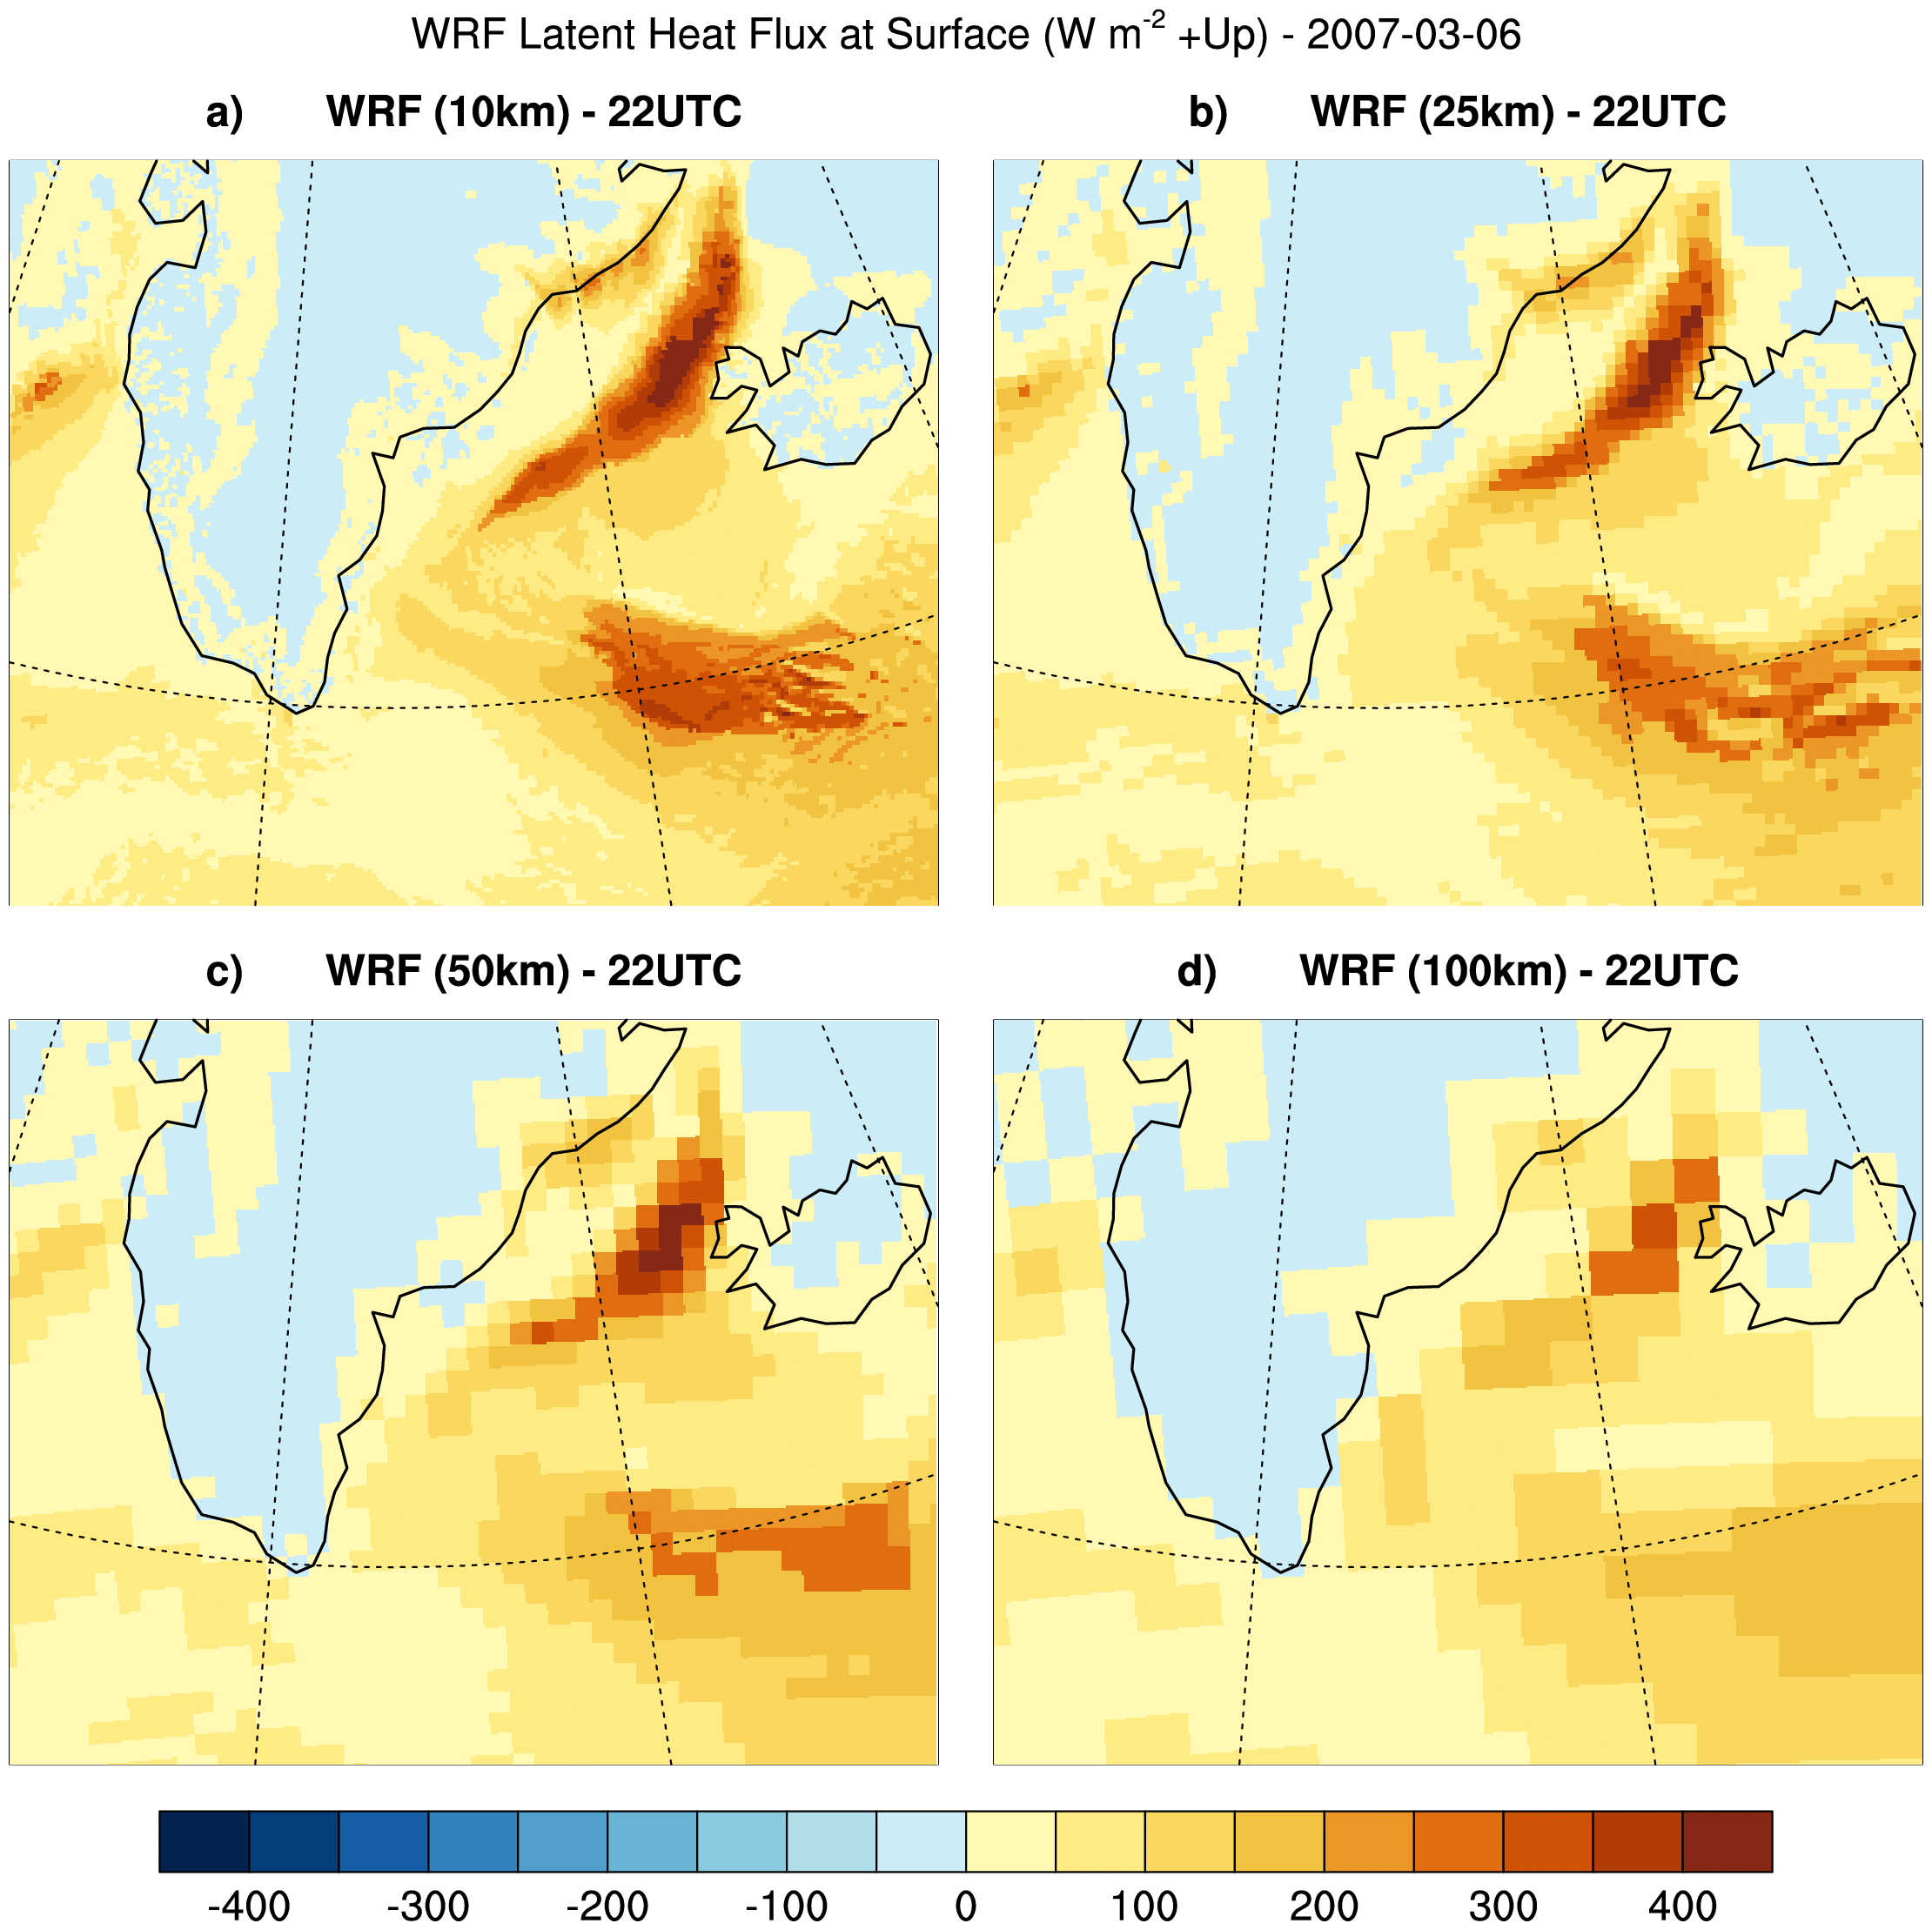 WRF Latent Heat Flux at Surface (W m⁻² +Up) - 2007-03-06
a) WRF (10km) - 22UTC
b) WRF (25km) - 22UTC
c) WRF (50km) - 22UTC
d) WRF (100km) - 22UTC
-400 -300 -200 -100 0 100 200 300 400